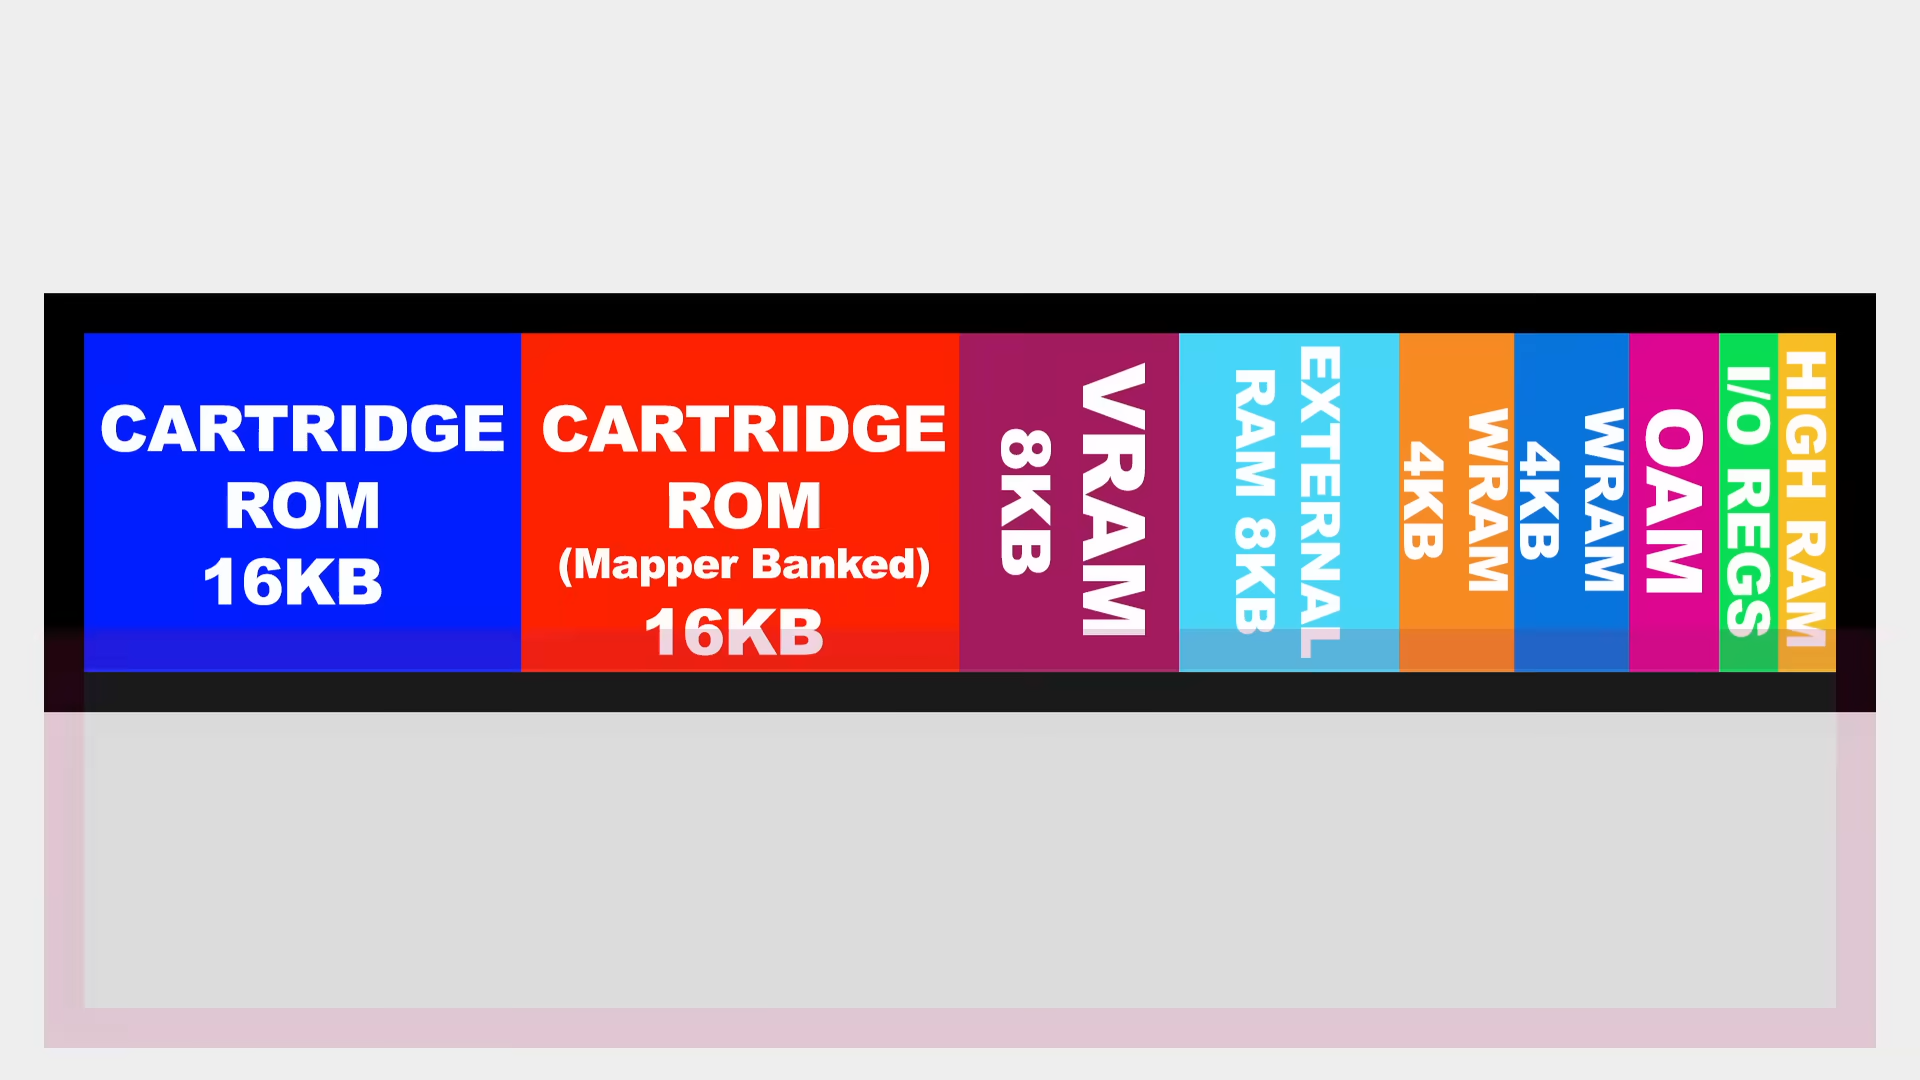 CARTRIDGE
ROM
16KB
CARTRIDGE
ROM
(Mapper Banked)
16KB
VRAM
8KB
EXTERNAL
RAM 8KB
WRAM
4KB
WRAM
4KB
OAM
I/O REGS
HIGH RAM